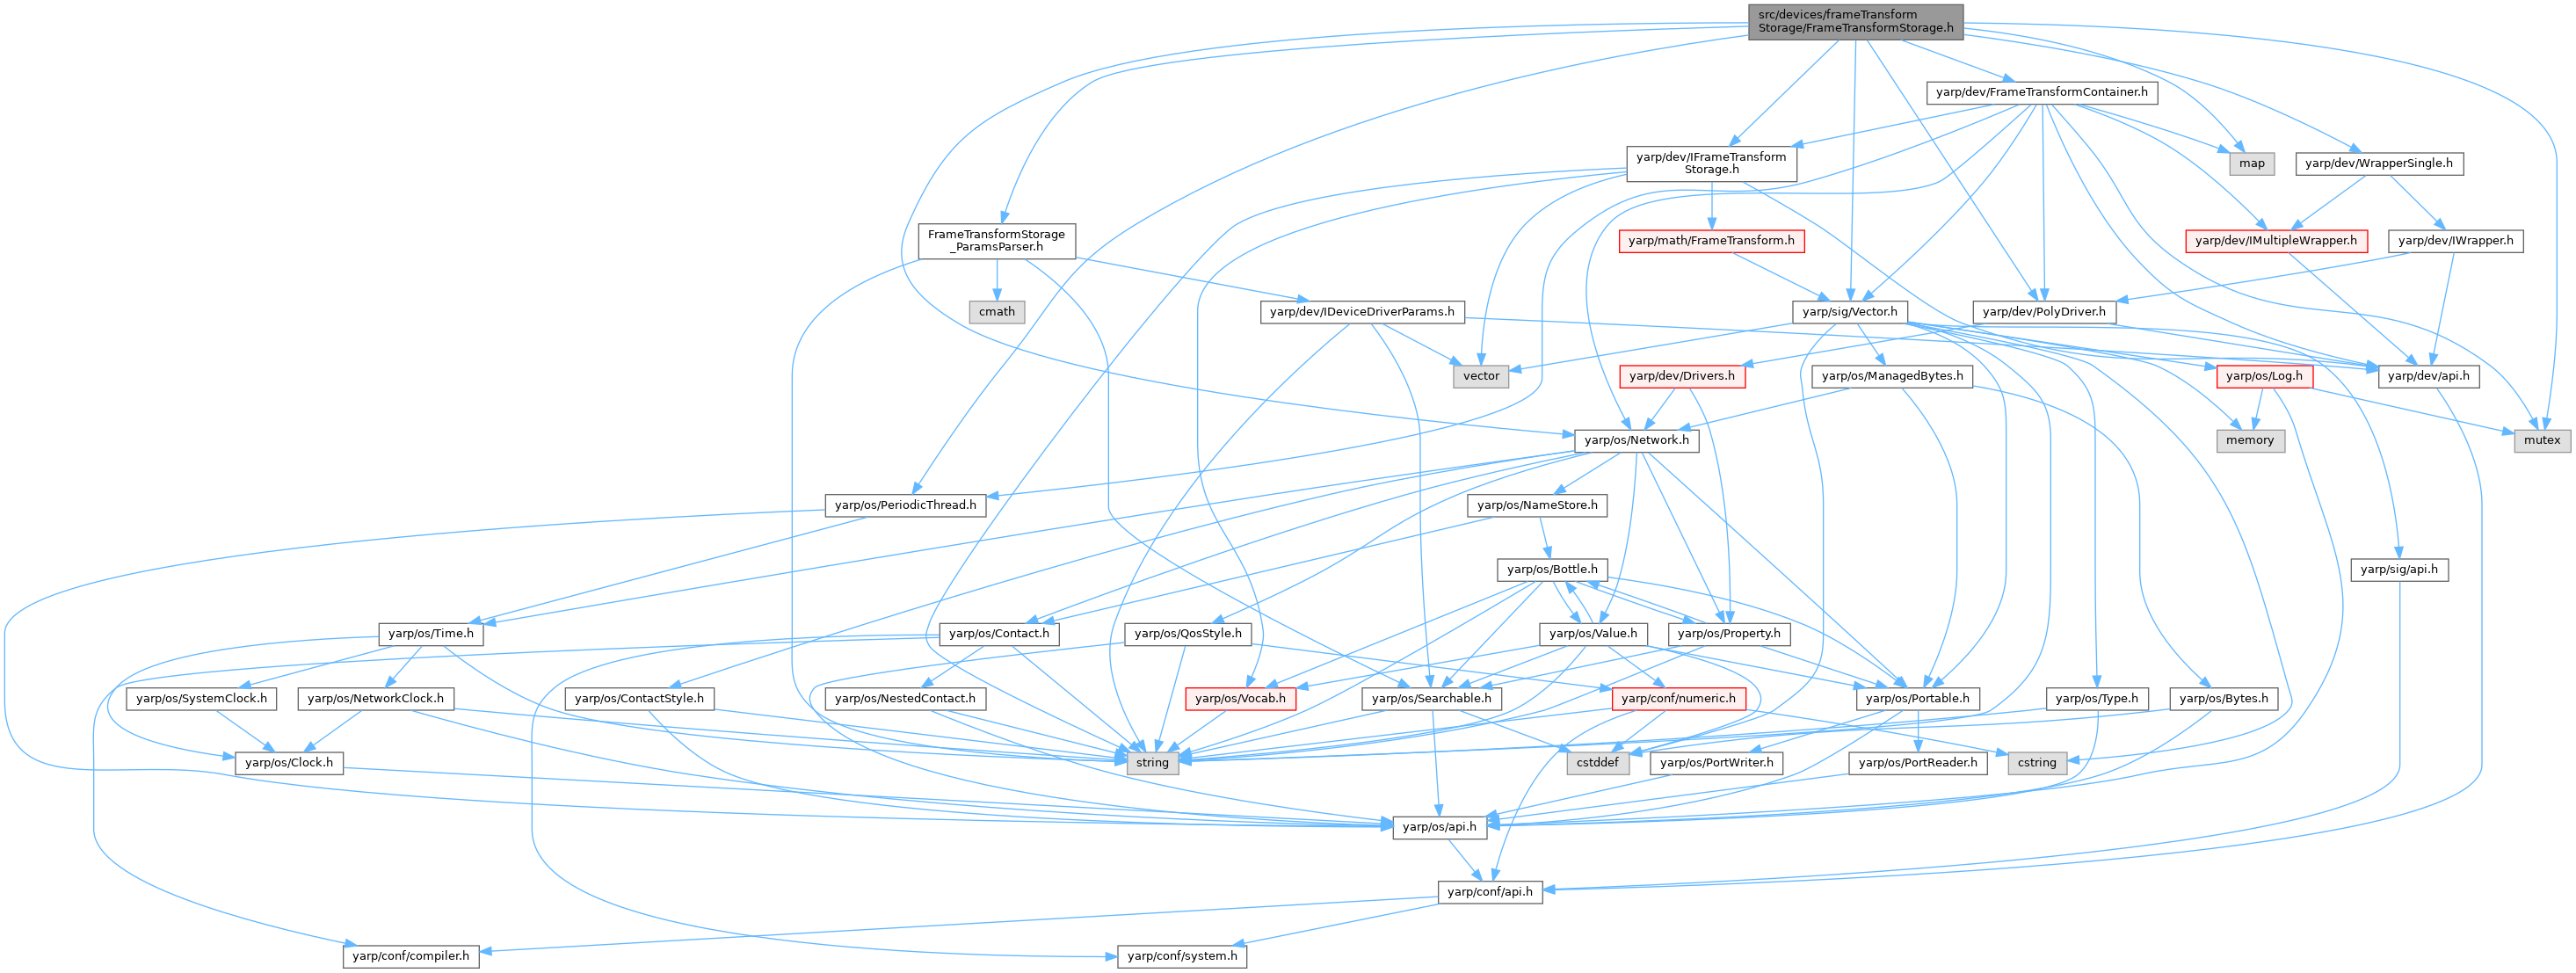 src/devices/frameTransform
Storage/FrameTransformStorage.h
yarp/dev/FrameTransformContainer.h
yarp/dev/IFrameTransform
Storage.h
map
yarp/dev/WrapperSingle.h
FrameTransformStorage
_ParamsParser.h
yarp/math/FrameTransform.h
yarp/dev/IMultipleWrapper.h
yarp/dev/IWrapper.h
cmath
yarp/dev/IDeviceDriverParams.h
yarp/sig/Vector.h
yarp/dev/PolyDriver.h
vector
yarp/dev/Drivers.h
yarp/os/ManagedBytes.h
yarp/os/Log.h
yarp/dev/api.h
yarp/os/Network.h
memory
mutex
yarp/os/PeriodicThread.h
yarp/os/NameStore.h
yarp/os/Bottle.h
yarp/sig/api.h
yarp/os/Time.h
yarp/os/Contact.h
yarp/os/QosStyle.h
yarp/os/Value.h
yarp/os/Property.h
yarp/os/SystemClock.h
yarp/os/NetworkClock.h
yarp/os/ContactStyle.h
yarp/os/NestedContact.h
yarp/os/Vocab.h
yarp/os/Searchable.h
yarp/conf/numeric.h
yarp/os/Portable.h
yarp/os/Type.h
yarp/os/Bytes.h
yarp/os/Clock.h
string
cstddef
yarp/os/PortWriter.h
yarp/os/PortReader.h
cstring
yarp/os/api.h
yarp/conf/api.h
yarp/conf/compiler.h
yarp/conf/system.h